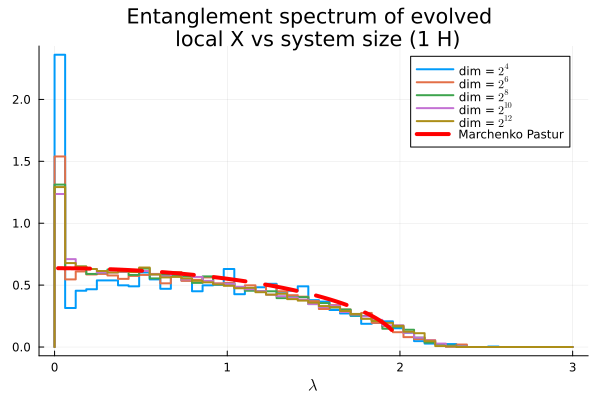 Entanglement spectrum of evolved
local X vs system size (1 H)
dim = 2^4
dim = 2^6
dim = 2^8
dim = 2^10
dim = 2^12
Marchenko Pastur
2.0
1.5
1.0
0.5
0.0
0 1 2 3
λ